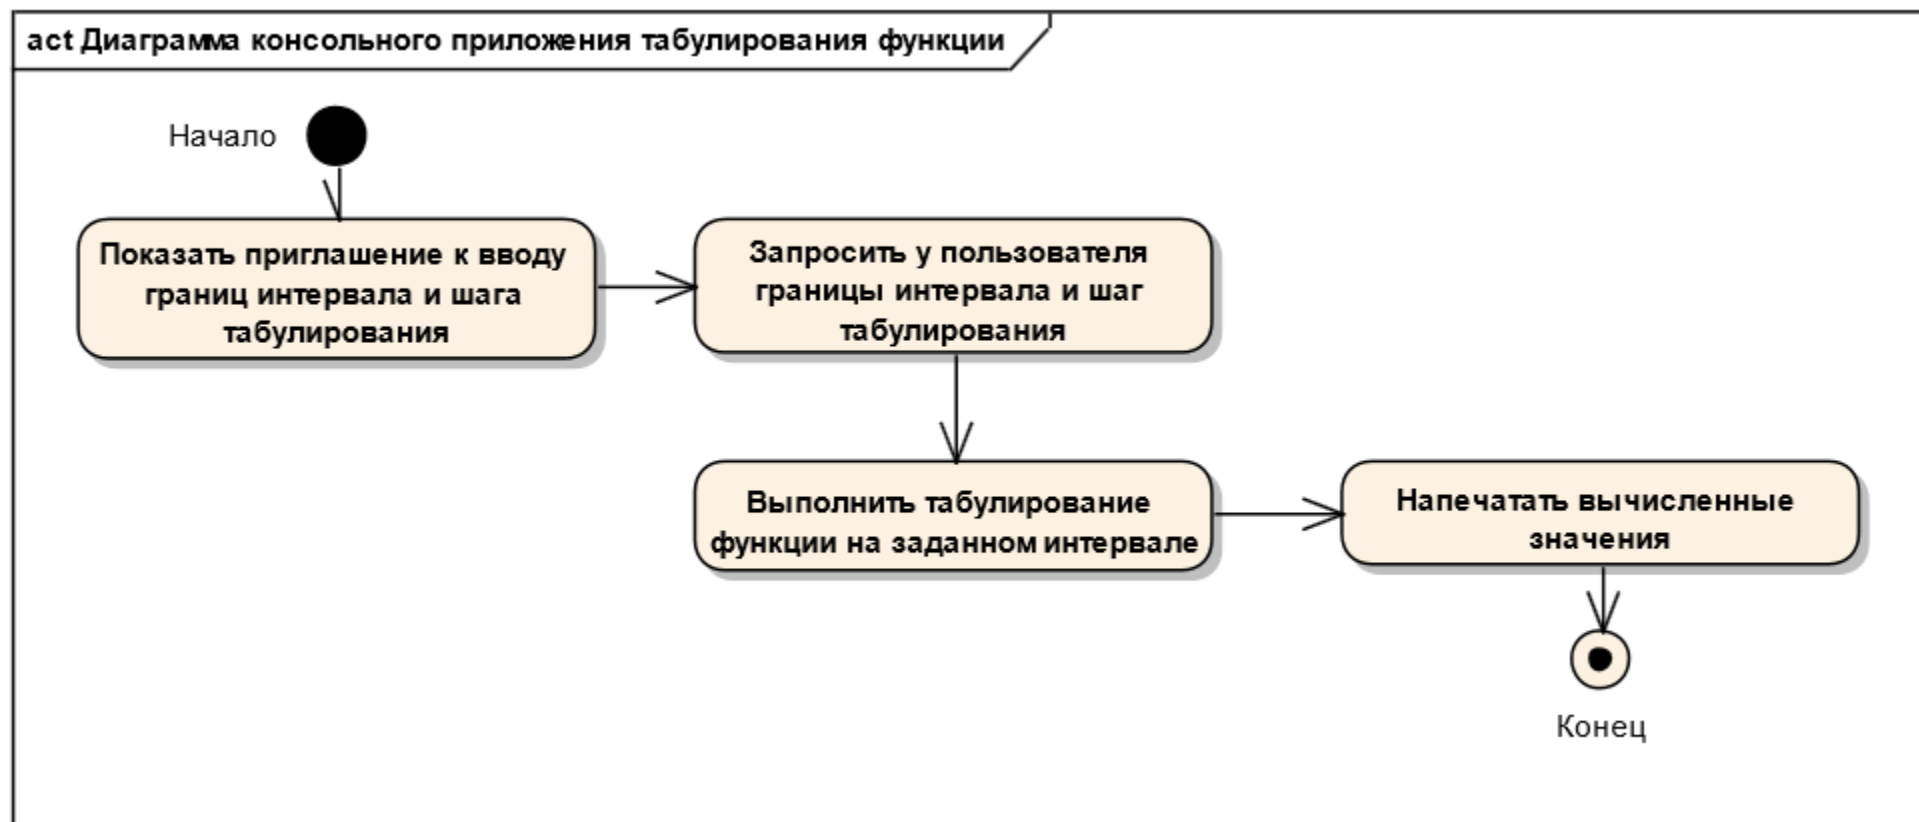 act Диаграмма консольного приложения табулирования функции
Начало
Показать приглашение к вводу
границ интервала и шага
табулирования
Запросить у пользователя
границы интервала и шаг
табулирования
Выполнить табулирование
функции на заданном интервале
Напечатать вычисленные
значения
Конец